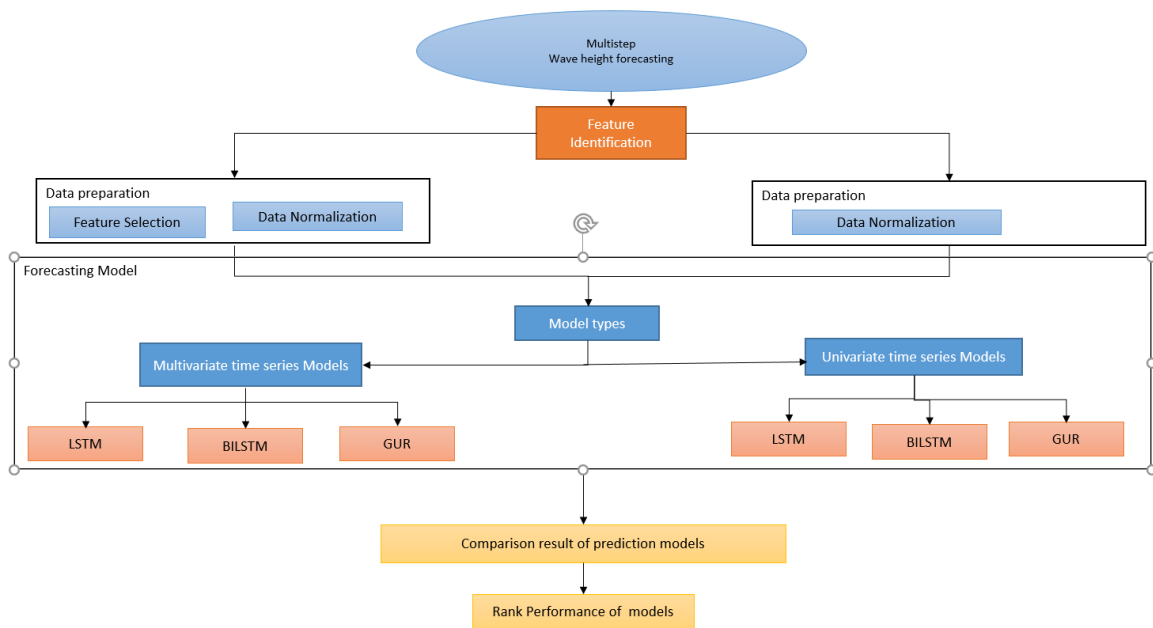 Multistep
Wave height forecasting
Feature
Identification
Data preparation
Feature Selection
Data Normalization
Data preparation
Data Normalization
Forecasting Model
Model types
Multivariate time series Models
Univariate time series Models
LSTM
BILSTM
GUR
LSTM
BILSTM
GUR
Comparison result of prediction models
Rank Performance of models